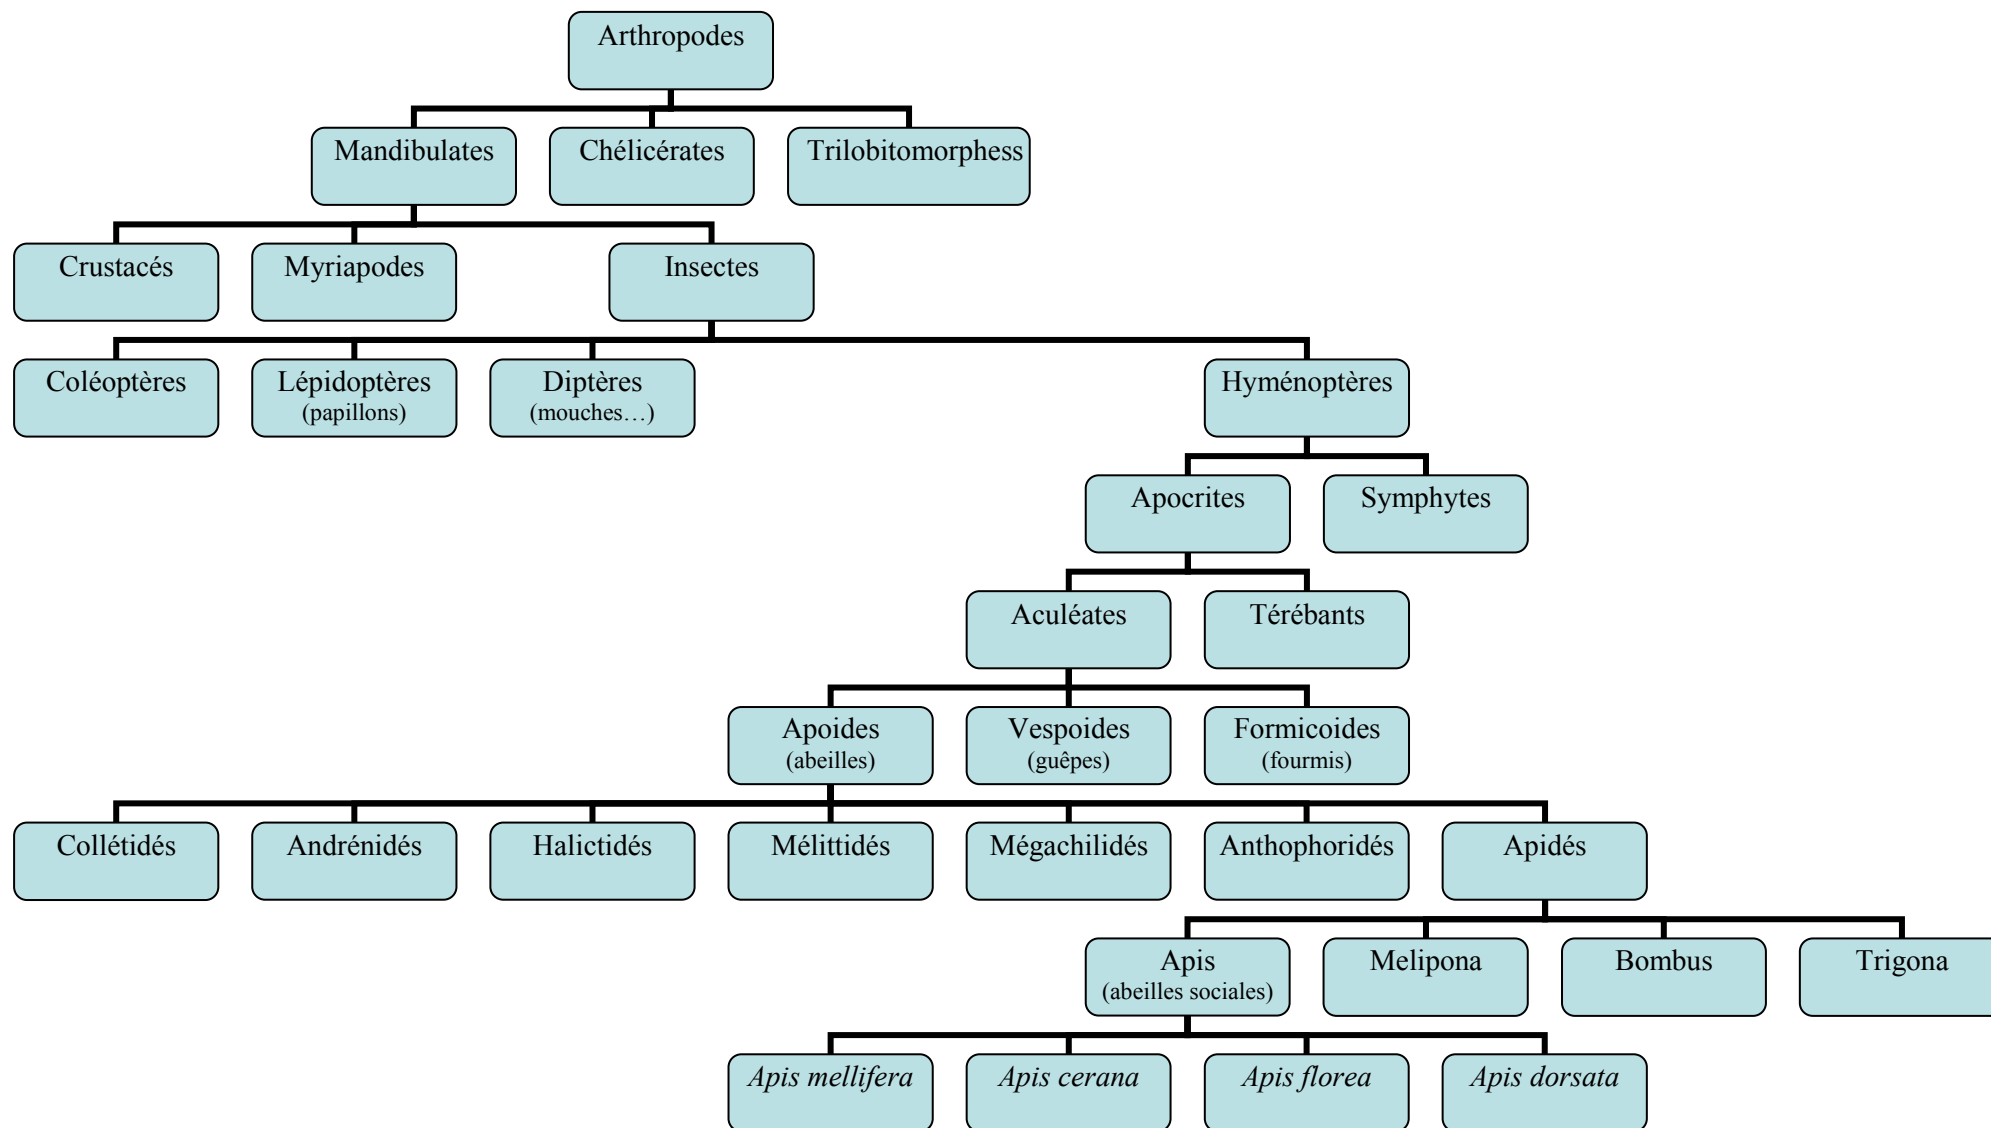 Arthropodes
Mandibulates
Chélicérates
Trilobitomorphess
Crustacés
Myriapodes
Insectes
Coléoptères
Lépidoptères
(papillons)
Diptères
(mouches…)
Hyménoptères
Apocrites
Symphytes
Aculéates
Térébants
Apoides
(abeilles)
Vespoides
(guêpes)
Formicoides
(fourmis)
Collétidés
Andrénidés
Halictidés
Mélittidés
Mégachilidés
Anthophoridés
Apidés
Apis
(abeilles sociales)
Melipona
Bombus
Trigona
Apis mellifera
Apis cerana
Apis florea
Apis dorsata